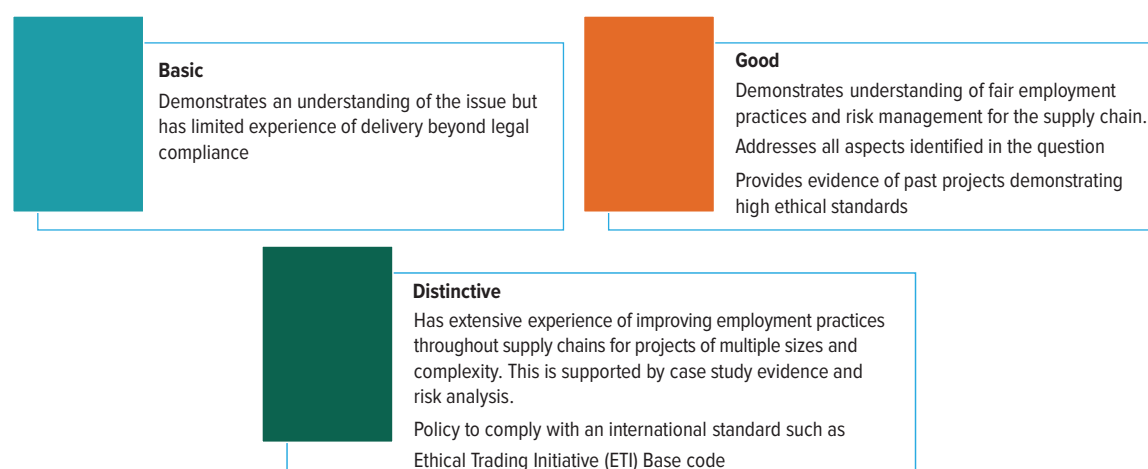 Basic
Demonstrates an understanding of the issue but
has limited experience of delivery beyond legal
compliance
Good
Demonstrates understanding of fair employment
practices and risk management for the supply chain.
Addresses all aspects identified in the question
Provides evidence of past projects demonstrating
high ethical standards
Distinctive
Has extensive experience of improving employment practices
throughout supply chains for projects of multiple sizes and
complexity. This is supported by case study evidence and
risk analysis.
Policy to comply with an international standard such as
Ethical Trading Initiative (ETI) Base code